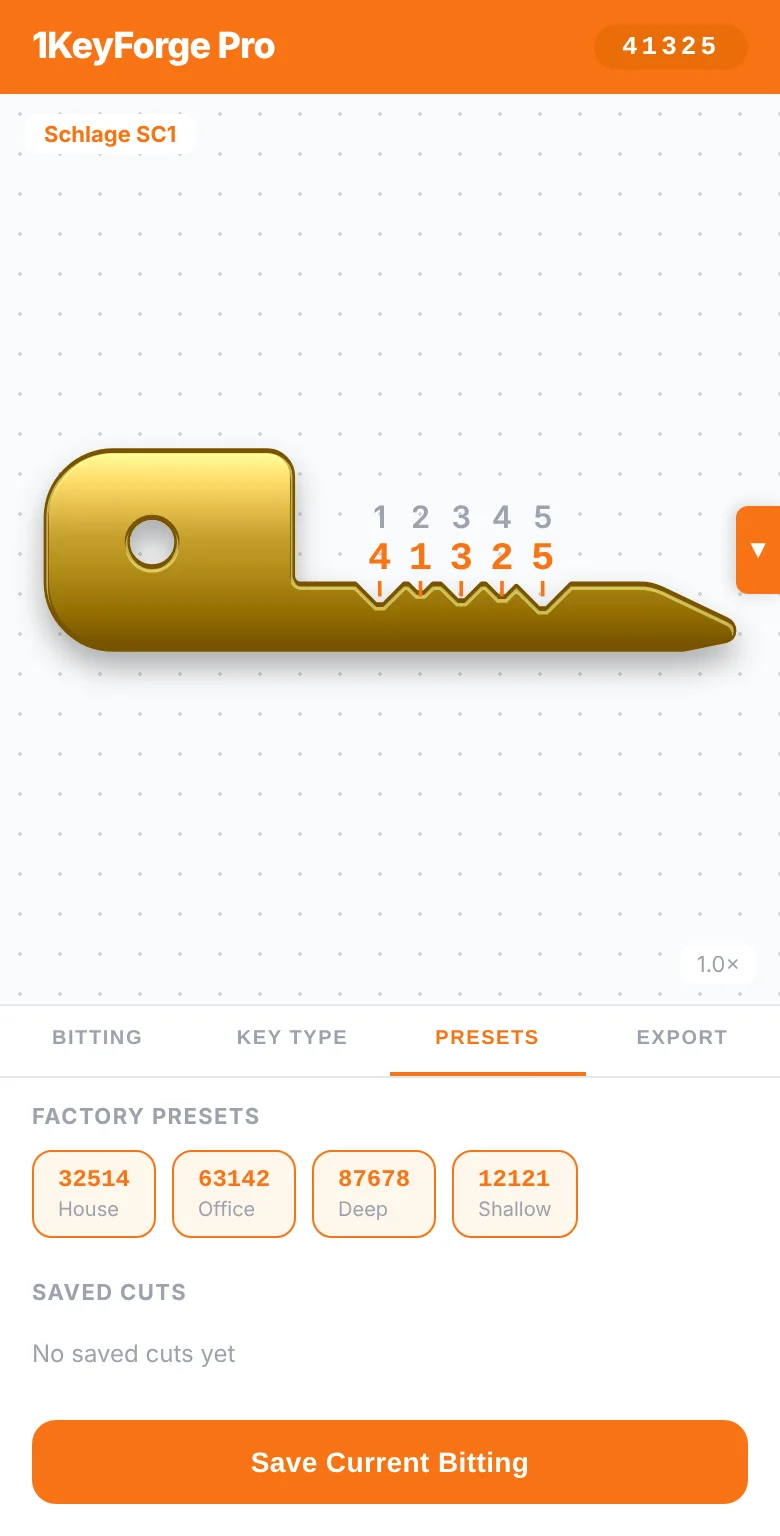 1KeyForge Pro
41325
Schlage SC1
1 2 3 4 5
4 1 3 2 5
▼
1.0×
BITTING KEY TYPE PRESETS EXPORT
FACTORY PRESETS
32514 63142 87678 12121
House Office Deep Shallow
SAVED CUTS
No saved cuts yet
Save Current Bitting